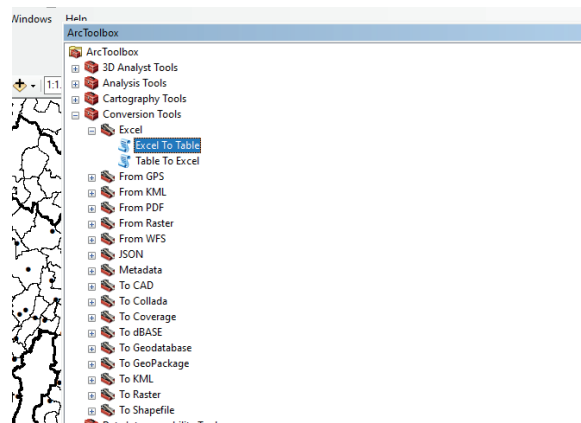 Windows Help
ArcToolbox
ArcToolbox
3D Analyst Tools
1:1.
Analysis Tools
Cartography Tools
Conversion Tools
Excel
Excel To Table
Table To Excel
From GPS
From KML
From PDF
From Raster
From WFS
JSON
Metadata
To CAD
To Collada
To Coverage
To dBASE
To Geodatabase
To GeoPackage
To KML
To Raster
To Shapefile